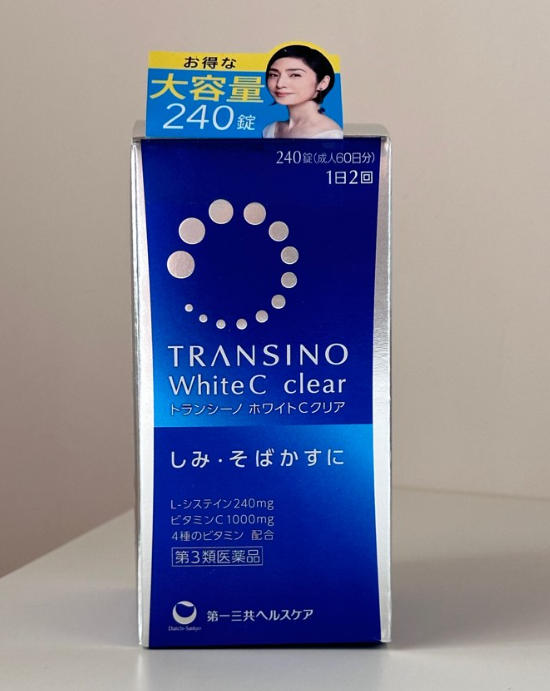 お得な
大容量
240錠
240錠(成人60日分)
1日2回
TRANSINO
WhiteC clear
トランシーノ ホワイトCクリア
しみ・そばかすに
L-システイン240mg
ビタミンC1000mg
4種のビタミン 配合
第3類医薬品
Daiichi-Sankyo
第一三共ヘルスケア